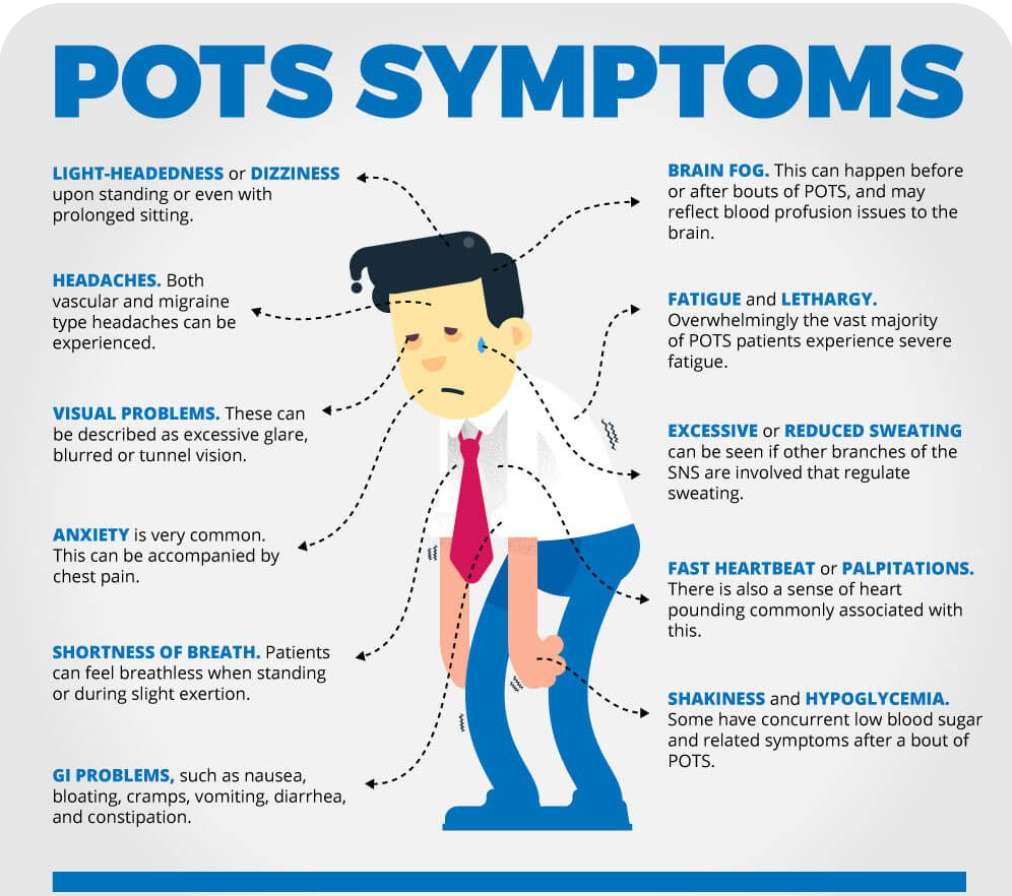 POTS SYMPTOMS
LIGHT-HEADEDNESS or DIZZINESS
upon standing or even with
prolonged sitting.
HEADACHES. Both
vascular and migraine
type headaches can be
experienced.
VISUAL PROBLEMS. These can
be described as excessive glare,
blurred or tunnel vision.
ANXIETY is very common.
This can be accompanied by
chest pain.
SHORTNESS OF BREATH. Patients
can feel breathless when standing
or during slight exertion.
GI PROBLEMS, such as nausea,
bloating, cramps, vomiting, diarrhea,
and constipation.
BRAIN FOG. This can happen before
or after bouts of POTS, and may
reflect blood profusion issues to the
brain.
FATIGUE and LETHARGY.
Overwhelmingly the vast majority
of POTS patients experience severe
fatigue.
EXCESSIVE or REDUCED SWEATING
can be seen if other branches of the
SNS are involved that regulate
sweating.
FAST HEARTBEAT or PALPITATIONS.
There is also a sense of heart
pounding commonly associated with
this.
SHAKINESS and HYPOGLYCEMIA.
Some have concurrent low blood sugar
and related symptoms after a bout of
POTS.